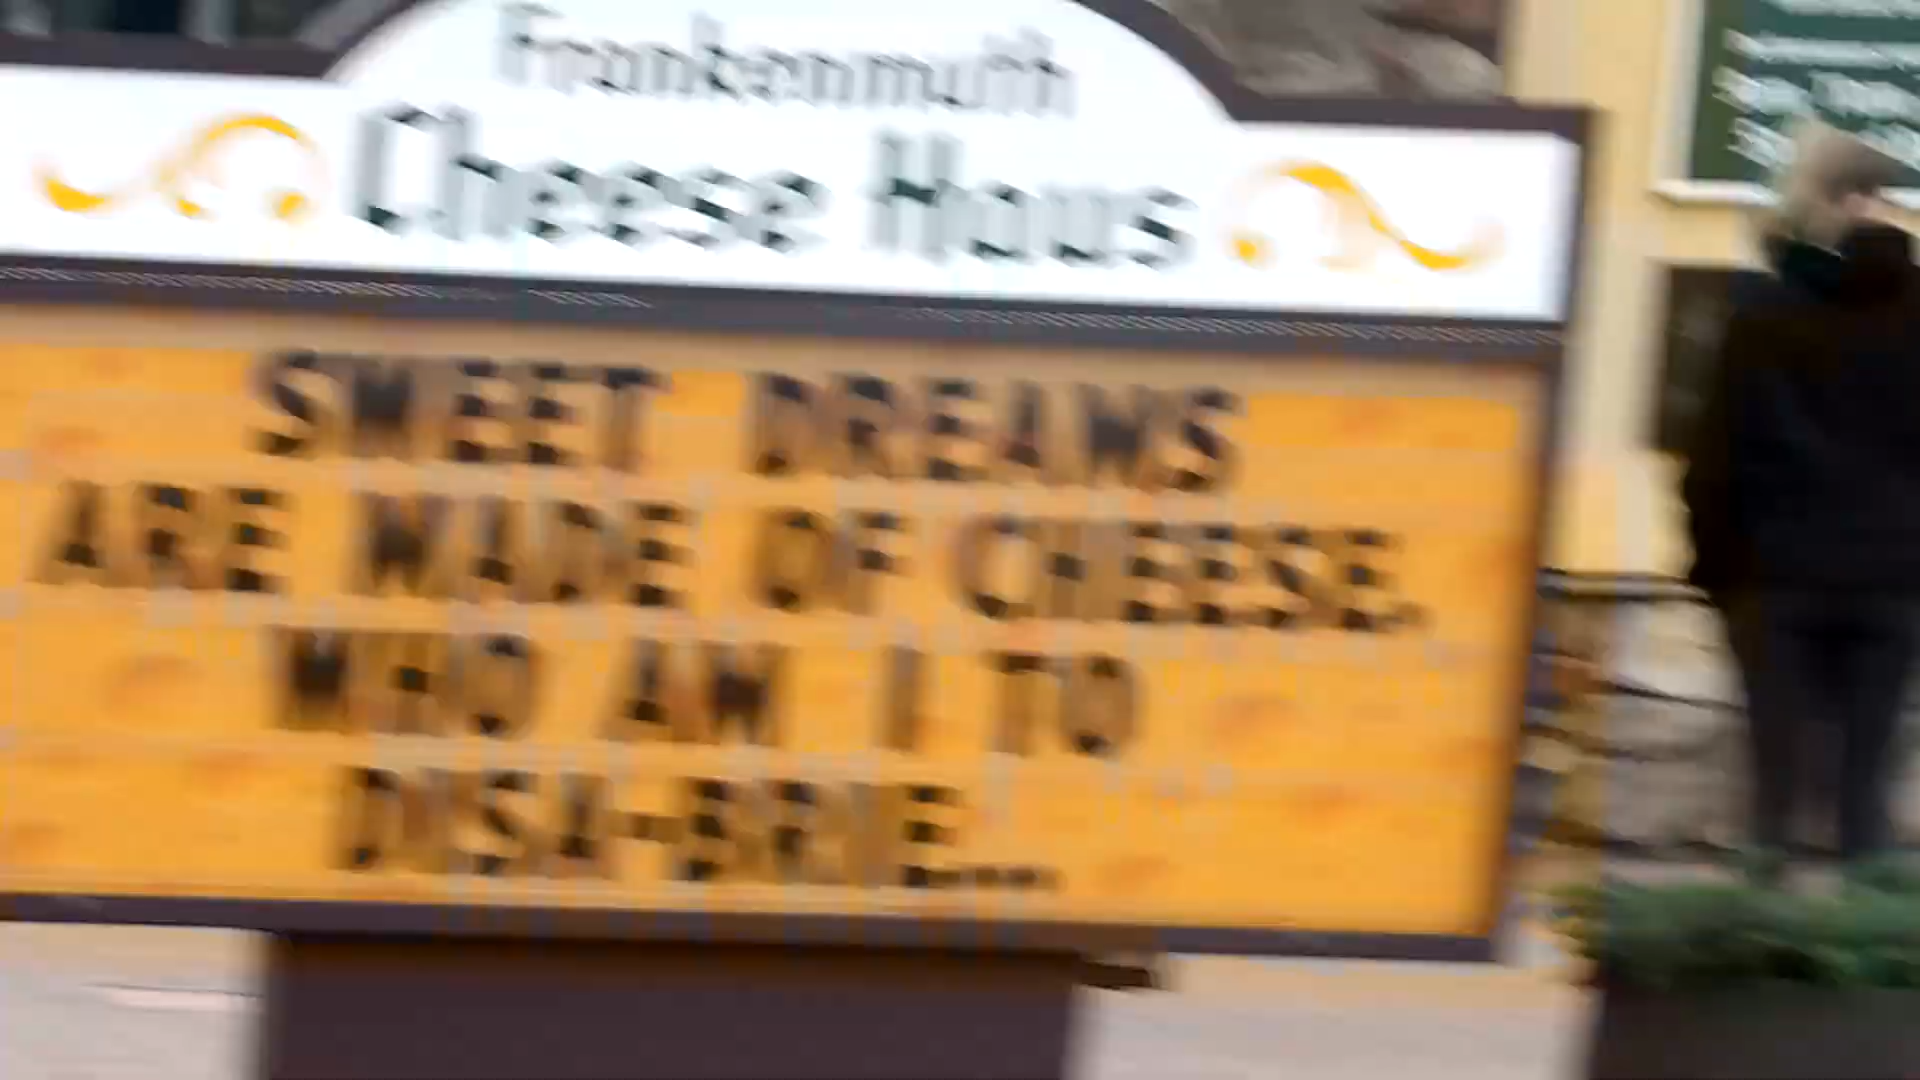 Frankenmuth
Cheese Haus
SWEET DREAMS
ARE MADE OF CHEESE.
WHO AM I TO
DISA-BRIE...